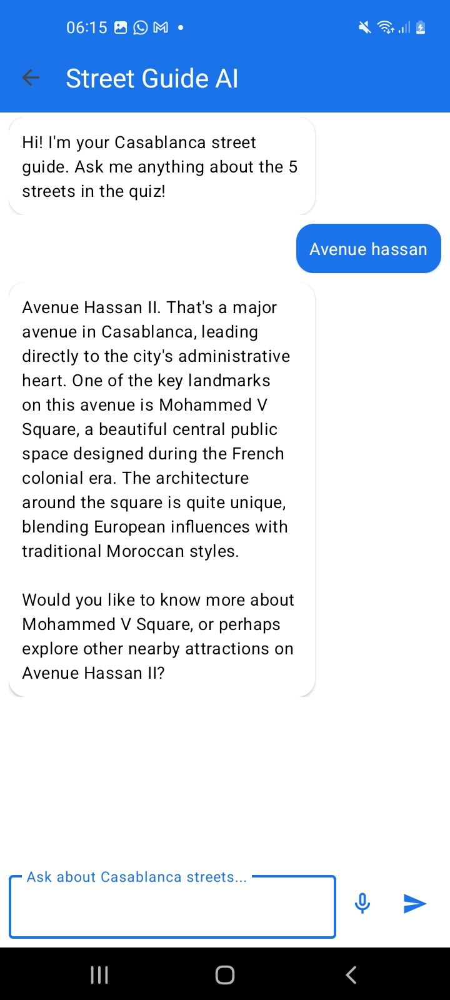 06:15
Street Guide AI
Hi! I'm your Casablanca street
guide. Ask me anything about the 5
streets in the quiz!
Avenue hassan
Avenue Hassan II. That's a major
avenue in Casablanca, leading
directly to the city's administrative
heart. One of the key landmarks
on this avenue is Mohammed V
Square, a beautiful central public
space designed during the French
colonial era. The architecture
around the square is quite unique,
blending European influences with
traditional Moroccan styles.
Would you like to know more about
Mohammed V Square, or perhaps
explore other nearby attractions on
Avenue Hassan II?
Ask about Casablanca streets...